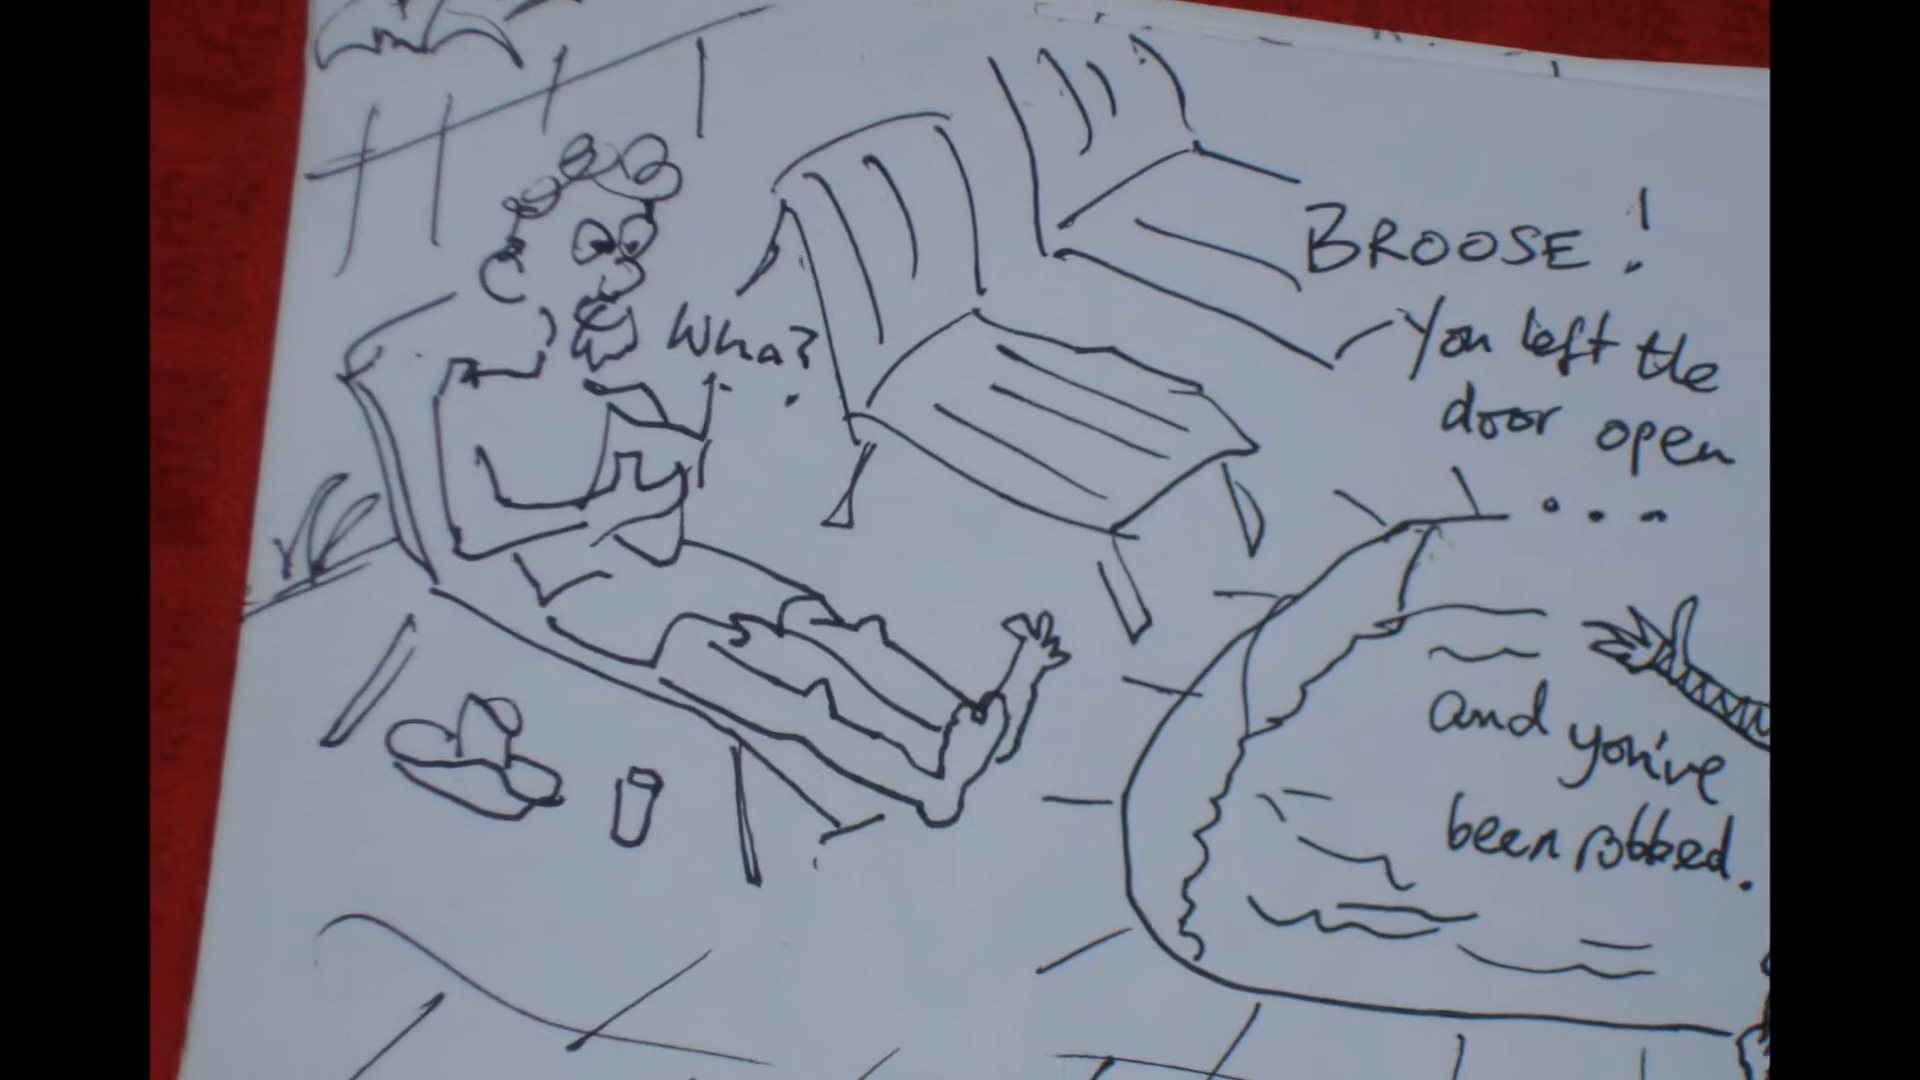 BROOSE!
Wha?
You left the
door open
...
and you've
been robbed.